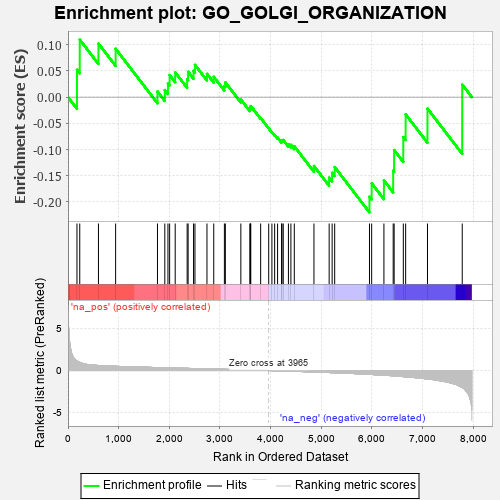 Enrichment plot: GO_GOLGI_ORGANIZATION
Enrichment score (ES)
0.10
0.05
0.00
-0.05
-0.10
-0.15
-0.20
'na_pos' (positively correlated)
Ranked list metric (PreRanked)
5
0
-5
Zero cross at 3965
'na_neg' (negatively correlated)
0
1,000
2,000
3,000
4,000
5,000
6,000
7,000
8,000
Rank in Ordered Dataset
Enrichment profile
Hits
Ranking metric scores